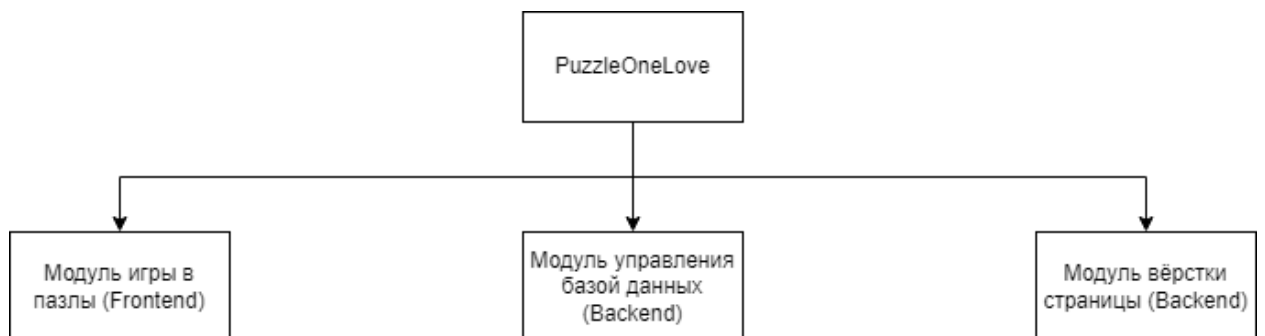 PuzzleOneLove
Модуль игры в
пазлы (Frontend)
Модуль управления
базой данных
(Backend)
Модуль вёрстки
страницы (Backend)